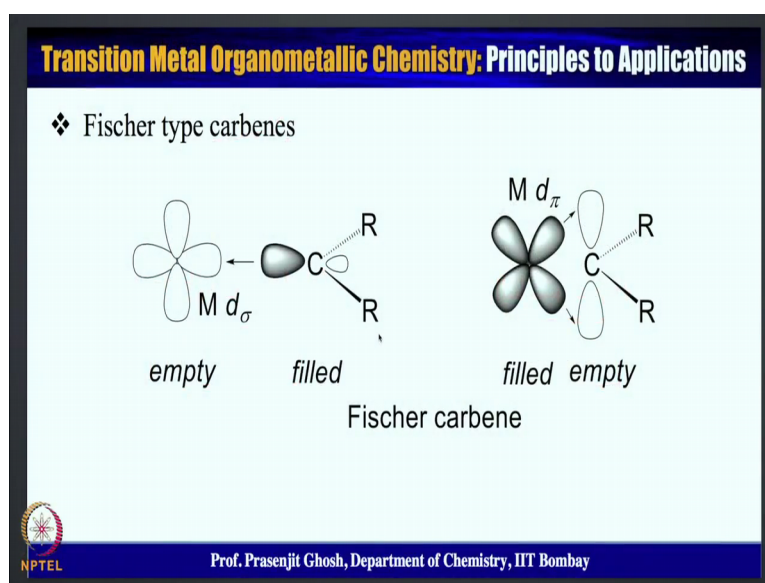 Transition Metal Organometallic Chemistry: Principles to Applications
❖ Fischer type carbenes
M dσ
C
R
R
empty
filled
M dπ
C
R
R
filled empty
Fischer carbene
NPTEL
Prof. Prasenjit Ghosh, Department of Chemistry, IIT Bombay